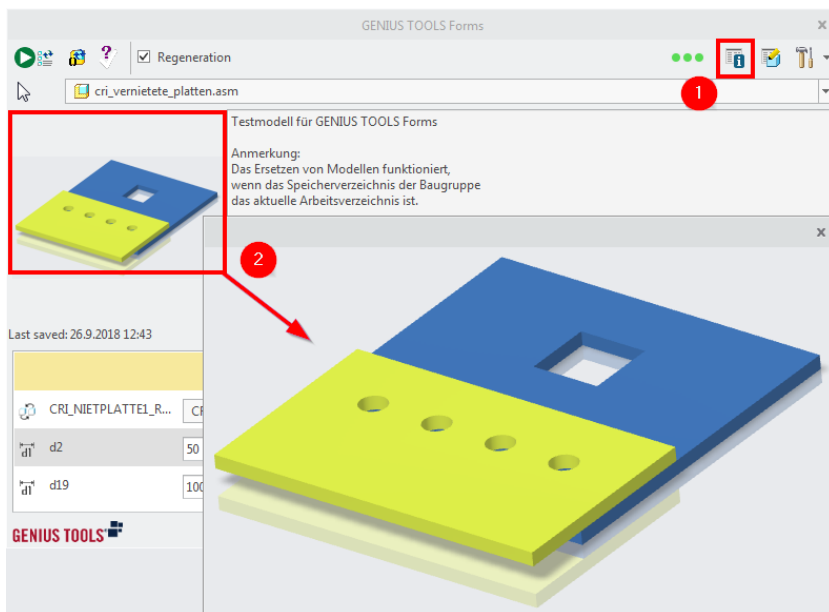 GENIUS TOOLS Forms
Regeneration
1
cri_vernietete_platten.asm
Testmodell für GENIUS TOOLS Forms
Anmerkung:
Das Ersetzen von Modellen funktioniert,
wenn das Speicherverzeichnis der Baugruppe
das aktuelle Arbeitsverzeichnis ist.
2
Last saved: 26.9.2018 12:43
CRI_NIETPLATTE1_R...
d1 d2 50
d1 d19 100
GENIUS TOOLS